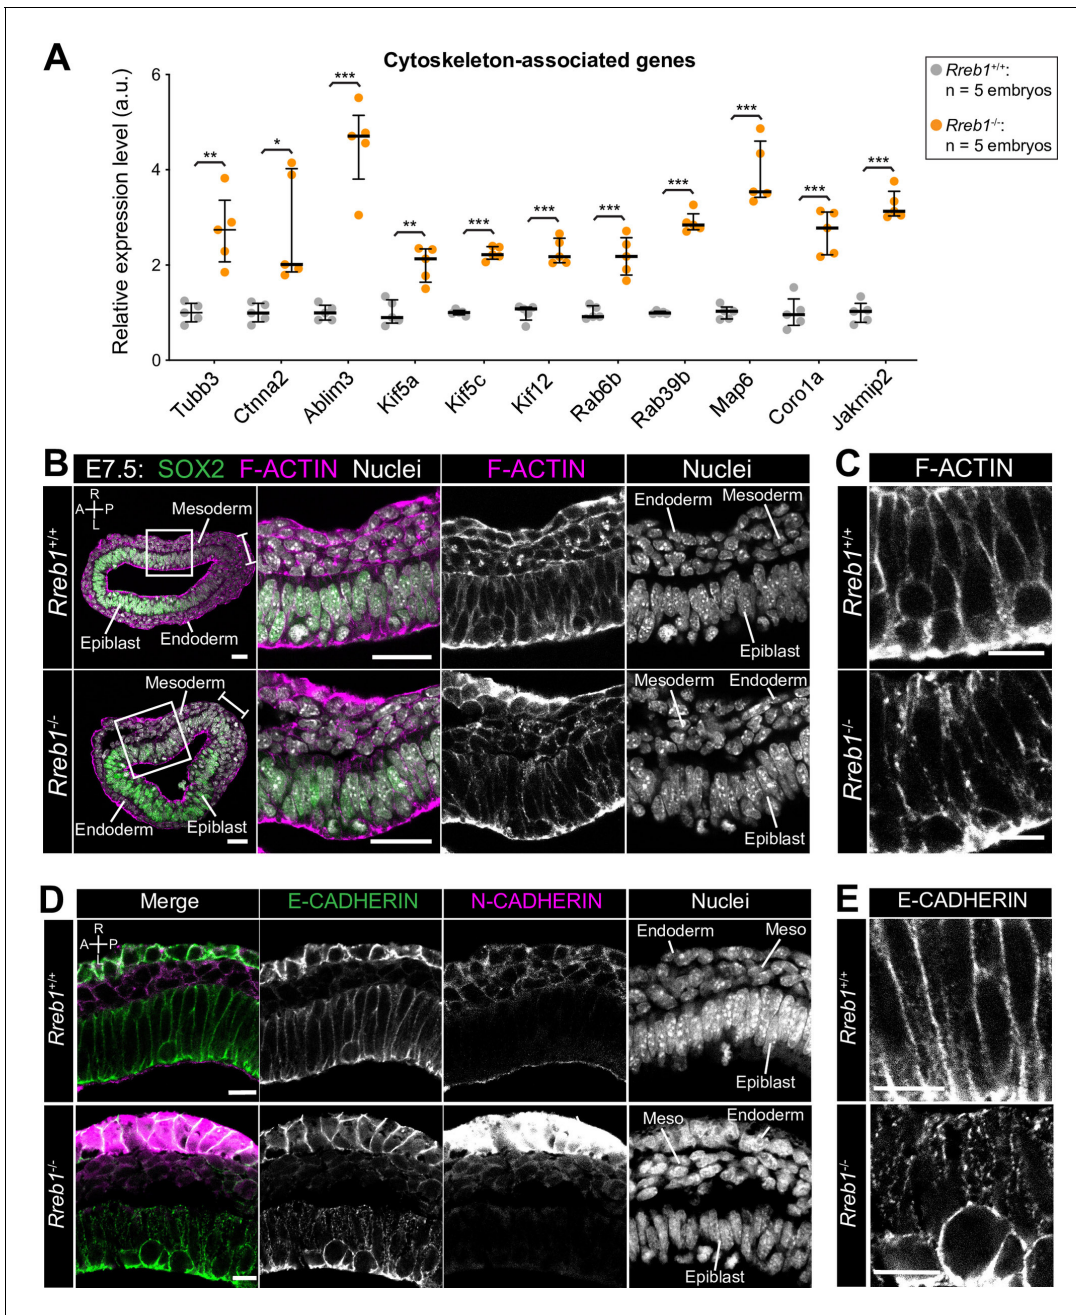 A
Cytoskeleton-associated genes
Relative expression level (a.u.)
6
4
2
0
**
*
***
**
***
***
***
***
***
***
***
Tubb3
Ctnna2
Ablim3
Kif5a
Kif5c
Kif12
Rab6b
Rab39b
Map6
Coro1a
Jakmip2
Rreb1+/+:
n = 5 embryos
Rreb1-/-:
n = 5 embryos
B
E7.5: SOX2 F-ACTIN Nuclei
F-ACTIN
Nuclei
Rreb1+/+
R
A P
L
Mesoderm
Epiblast
Endoderm
Endoderm
Mesoderm
Epiblast
Rreb1-/-
Mesoderm
Endoderm
Epiblast
Mesoderm
Endoderm
Epiblast
C
F-ACTIN
Rreb1+/+
Rreb1-/-
D
Merge
E-CADHERIN
N-CADHERIN
Nuclei
Rreb1+/+
R
A P
L
Endoderm
Meso
Epiblast
Rreb1-/-
Meso
Endoderm
Epiblast
E
E-CADHERIN
Rreb1+/+
Rreb1-/-